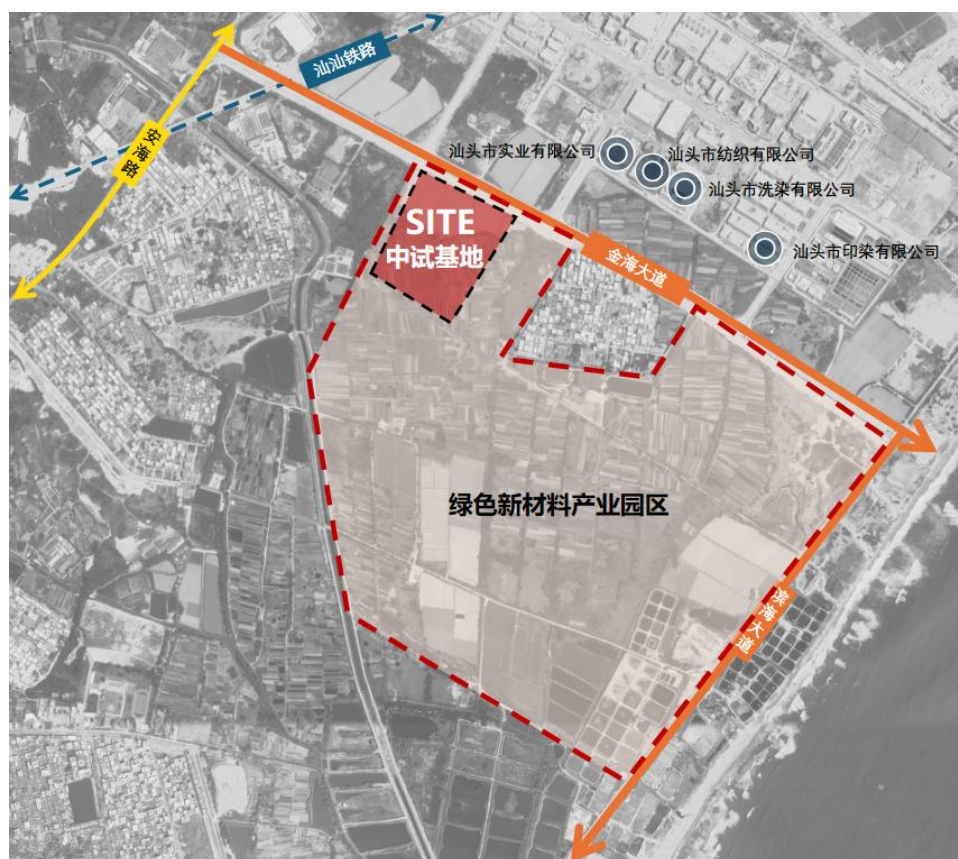 汕汕铁路
安海路
汕头市实业有限公司
汕头市纺织有限公司
汕头市洗染有限公司
SITE
中试基地
汕头市印染有限公司
金海大道
绿色新材料产业园区
滨海大道